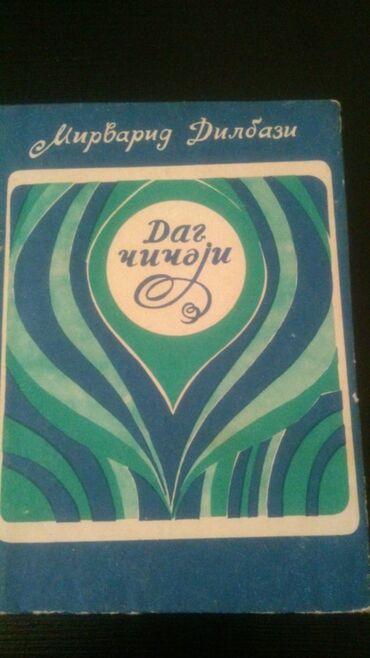 Мирварид Дилбази
Даг
чичәји